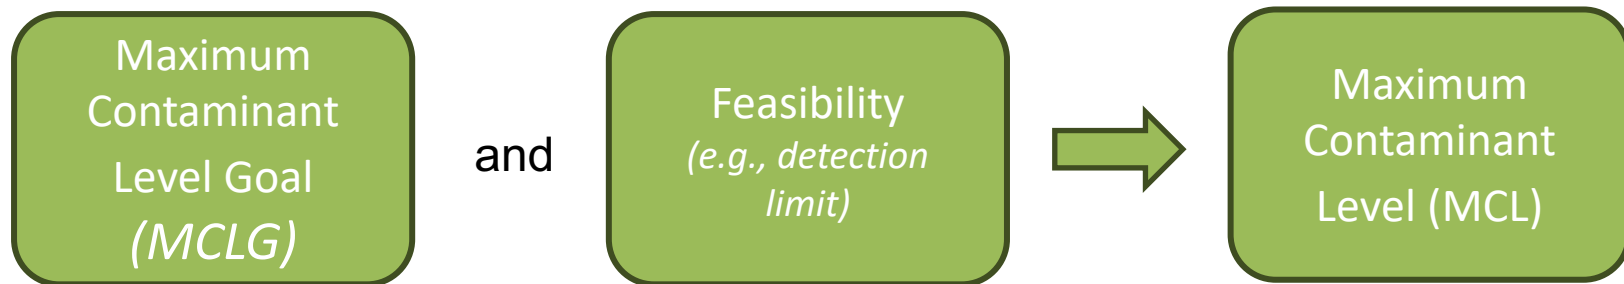 Maximum
Contaminant
Level Goal
(MCLG)
and
Feasibility
(e.g., detection
limit)
Maximum
Contaminant
Level (MCL)